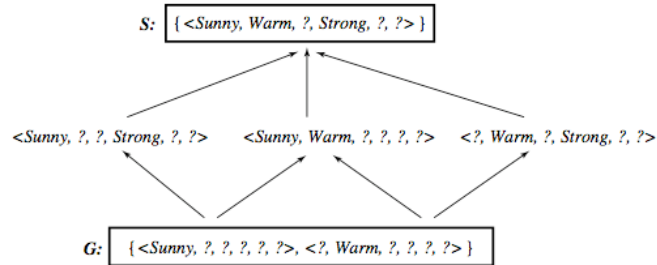 S: { <Sunny, Warm, ?, Strong, ?, ?> }
<Sunny, ?, ?, Strong, ?, ?> <Sunny, Warm, ?, ?, ?, ?> <?, Warm, ?, Strong, ?, ?>
G: { <Sunny, ?, ?, ?, ?, ?>, <?, Warm, ?, ?, ?, ?> }